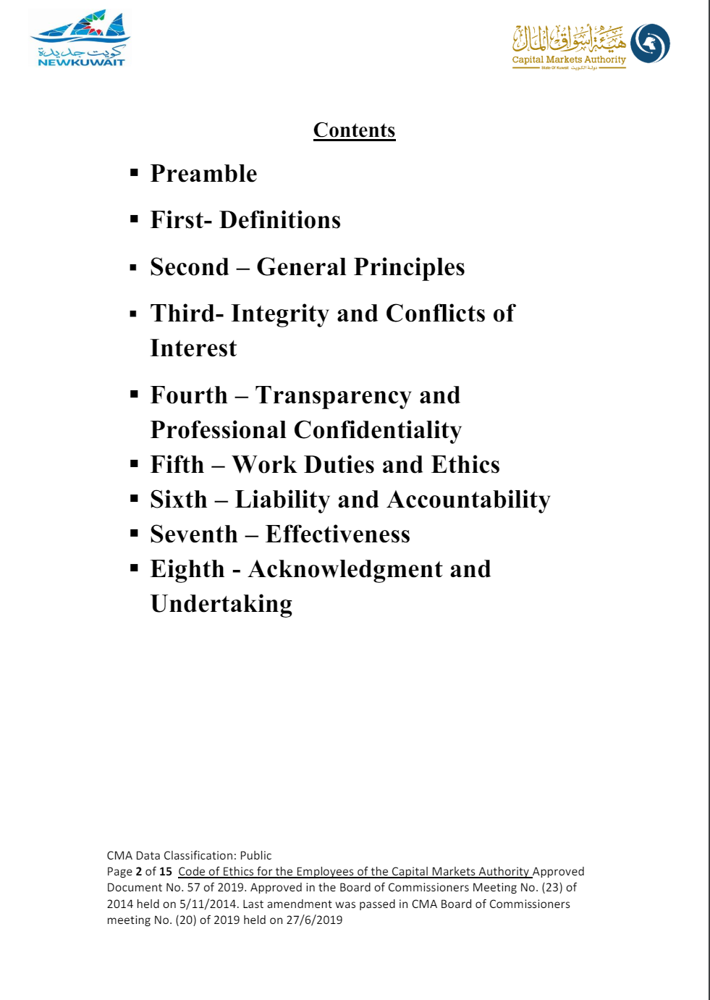 كويت جديدة
NEWKUWAIT
هيئة أسواق المال
Capital Markets Authority
State Of Kuwait دولة الكويت
Contents
▪ Preamble
▪ First- Definitions
▪ Second – General Principles
▪ Third- Integrity and Conflicts of
Interest
▪ Fourth – Transparency and
Professional Confidentiality
▪ Fifth – Work Duties and Ethics
▪ Sixth – Liability and Accountability
▪ Seventh – Effectiveness
▪ Eighth - Acknowledgment and
Undertaking
CMA Data Classification: Public
Page 2 of 15 Code of Ethics for the Employees of the Capital Markets Authority Approved
Document No. 57 of 2019. Approved in the Board of Commissioners Meeting No. (23) of
2014 held on 5/11/2014. Last amendment was passed in CMA Board of Commissioners
meeting No. (20) of 2019 held on 27/6/2019